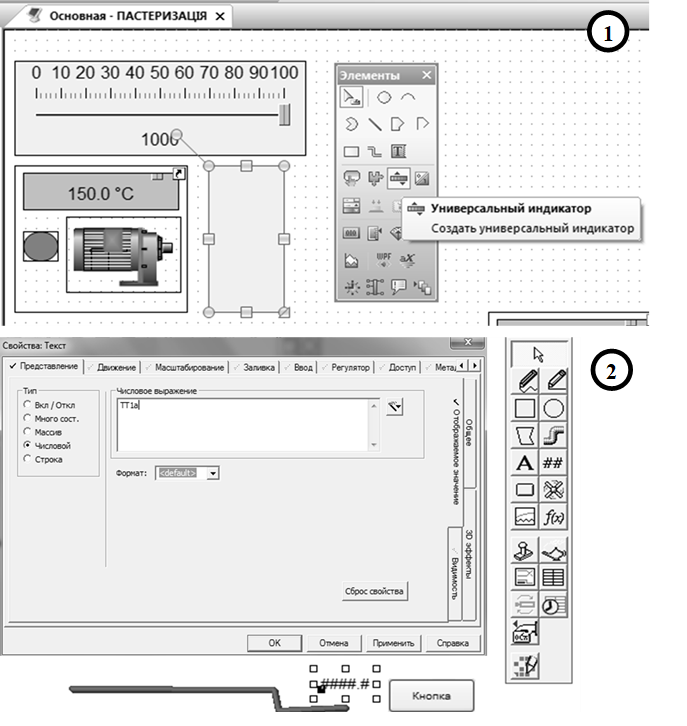 Основная - ПАСТЕРИЗАЦІЯ
1
0 10 20 30 40 50 60 70 80 90100
1000
150.0 °C
Элементы
Универсальный индикатор
Создать универсальный индикатор
WPF
2
Свойства: Текст
Представление
Движение
Масштабирование
Заливка
Ввод
Регулятор
Доступ
Мета
Тип
Вкл / Откл
Много сост.
Массив
Числовой
Строка
Числовое выражение
TT1a
Формат:
<default>
Сброс свойства
Отображаемое значение
Видимость
Общее
3D эффекты
OK
Отмена
Применить
Справка
A ##
f(x)
ocx
####.#
Кнопка